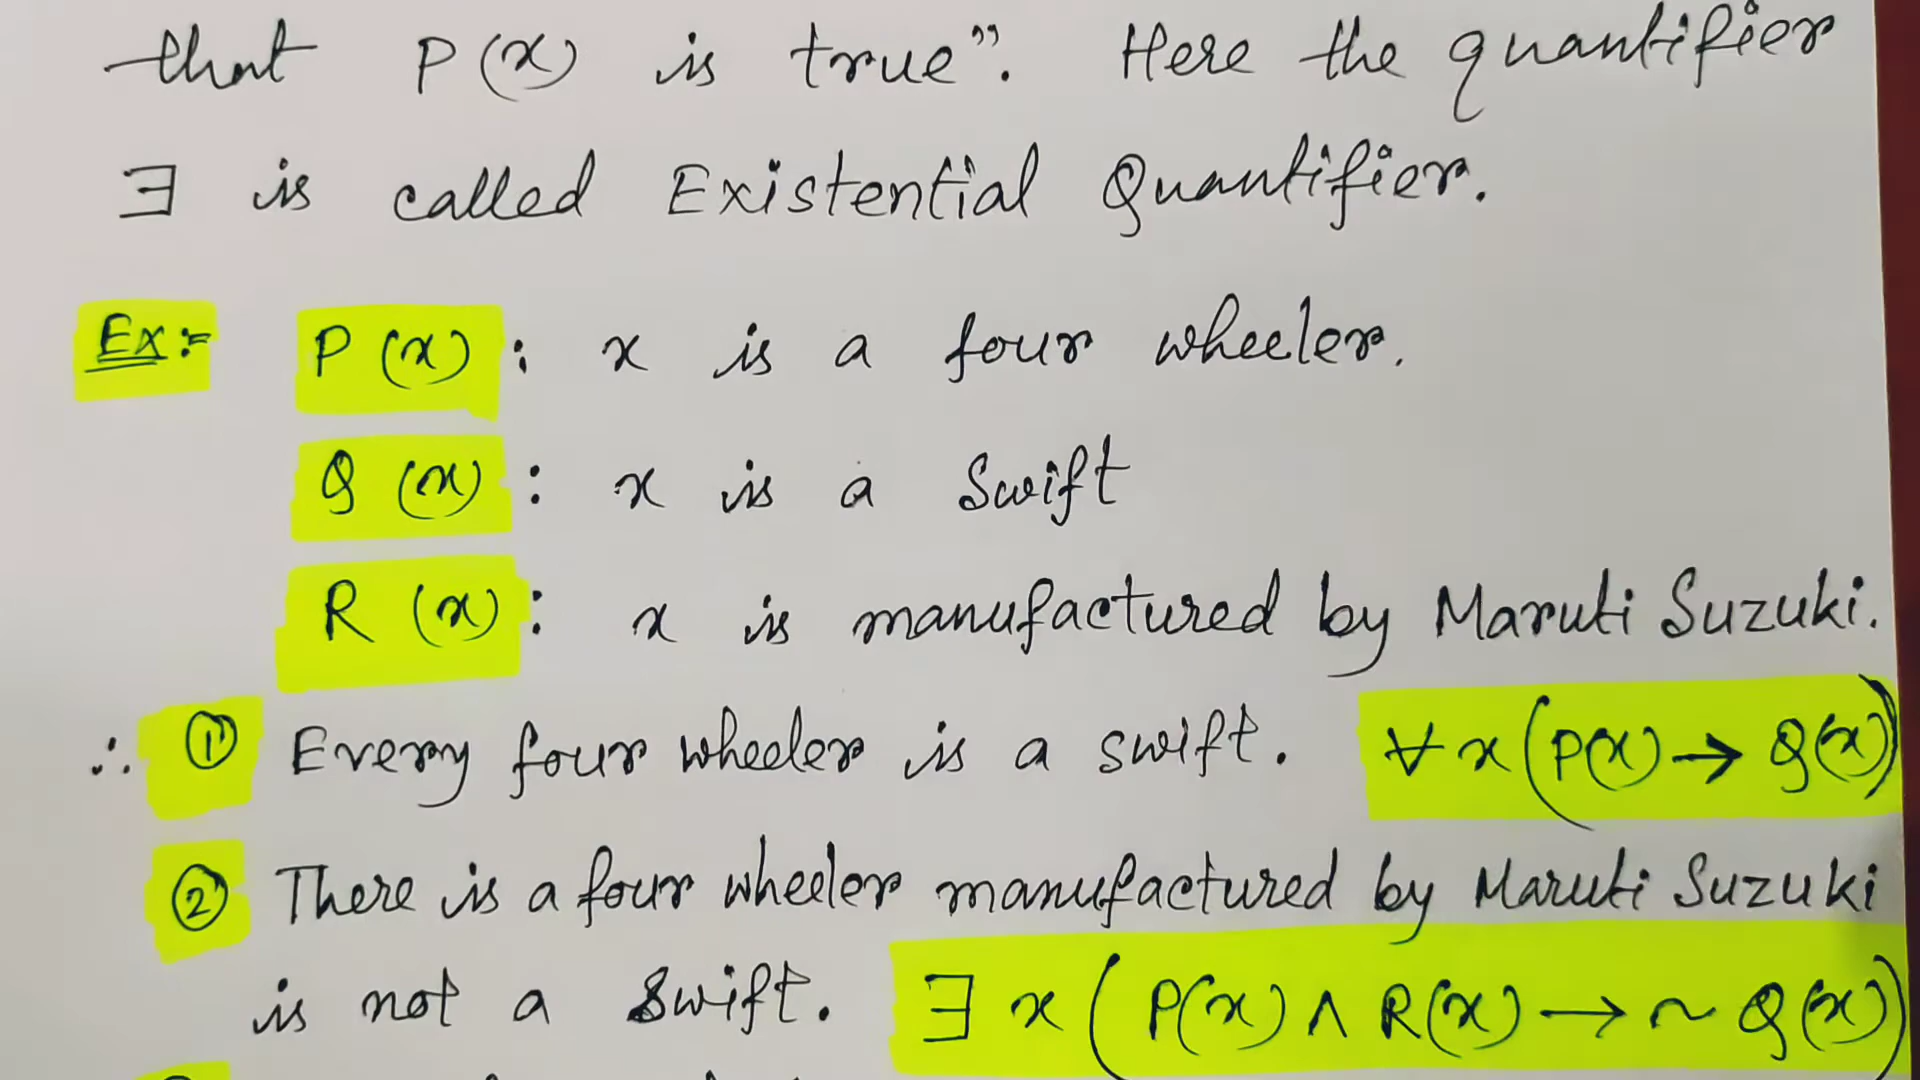 that P(x) is true". Here the quantifier
∃ is called Existential Quantifier.
Ex:- P(x): x is a four wheeler.
Q(x): x is a Swift
R(x): x is manufactured by Maruti Suzuki.
∴ ① Every four wheeler is a swift. ∀x(P(x)→Q(x))
② There is a four wheeler manufactured by Maruti Suzuki
is not a Swift. ∃x(P(x)∧R(x)→~Q(x))